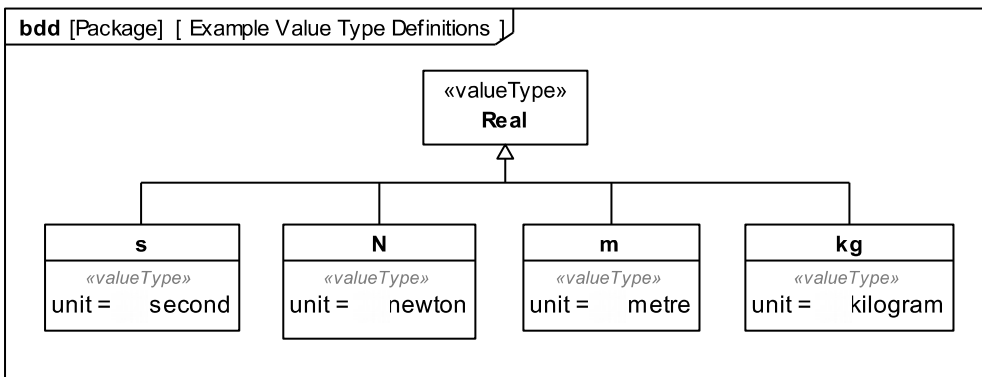 bdd [Package] [ Example Value Type Definitions ]
«valueType»
Real
s
«valueType»
unit = second
N
«valueType»
unit = newton
m
«valueType»
unit = metre
kg
«valueType»
unit = kilogram